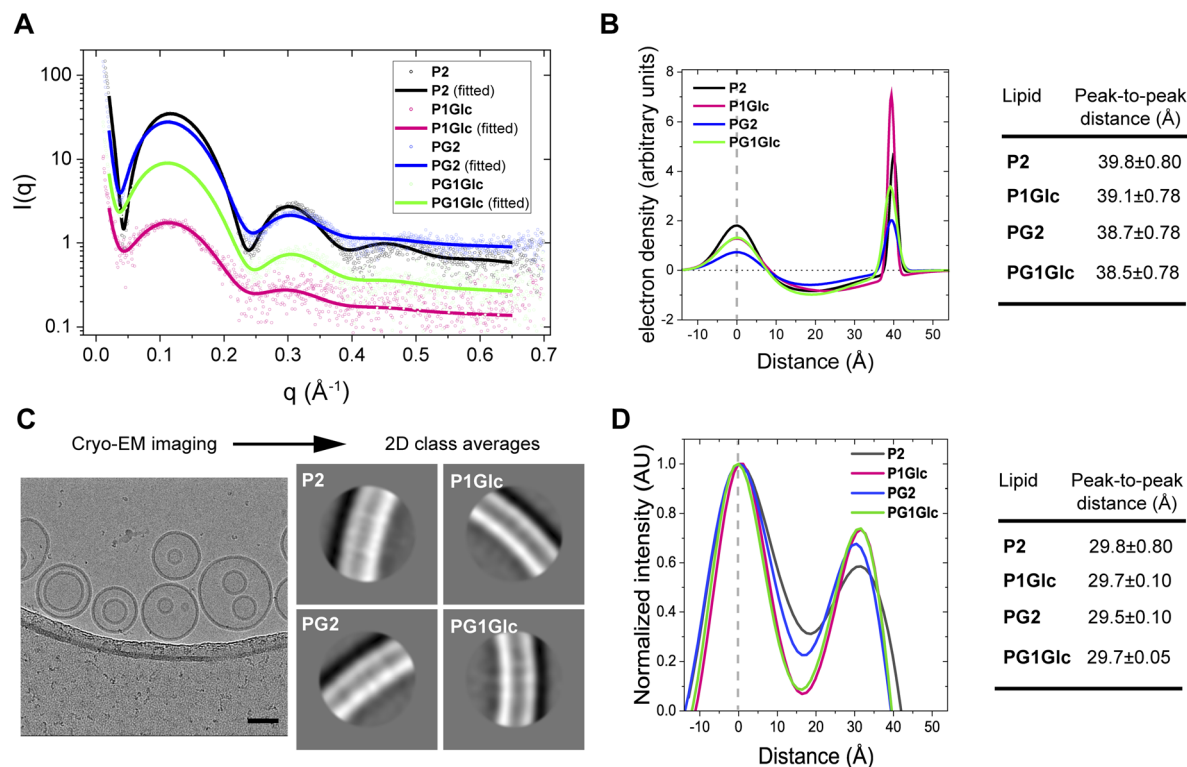 A
I(q)
100
10
1
0.1
0.0
0.1
0.2
0.3
0.4
0.5
0.6
0.7
q (Å-1)
P2
P2 (fitted)
P1Glc
P1Glc (fitted)
PG2
PG2 (fitted)
PG1Glc
PG1Glc (fitted)
B
electron density (arbitrary units)
8
6
4
2
0
-2
-10
0
10
20
30
40
50
Distance (Å)
P2
P1Glc
PG2
PG1Glc
Lipid Peak-to-peak
distance (Å)
P2 39.8±0.80
P1Glc 39.1±0.78
PG2 38.7±0.78
PG1Glc 38.5±0.78
C
Cryo-EM imaging 2D class averages
P2
P1Glc
PG2
PG1Glc
D
Normalized intensity (AU)
1.0
0.8
0.6
0.4
0.2
0.0
-10
0
10
20
30
40
50
Distance (Å)
P2
P1Glc
PG2
PG1Glc
Lipid Peak-to-peak
distance (Å)
P2 29.8±0.80
P1Glc 29.7±0.10
PG2 29.5±0.10
PG1Glc 29.7±0.05